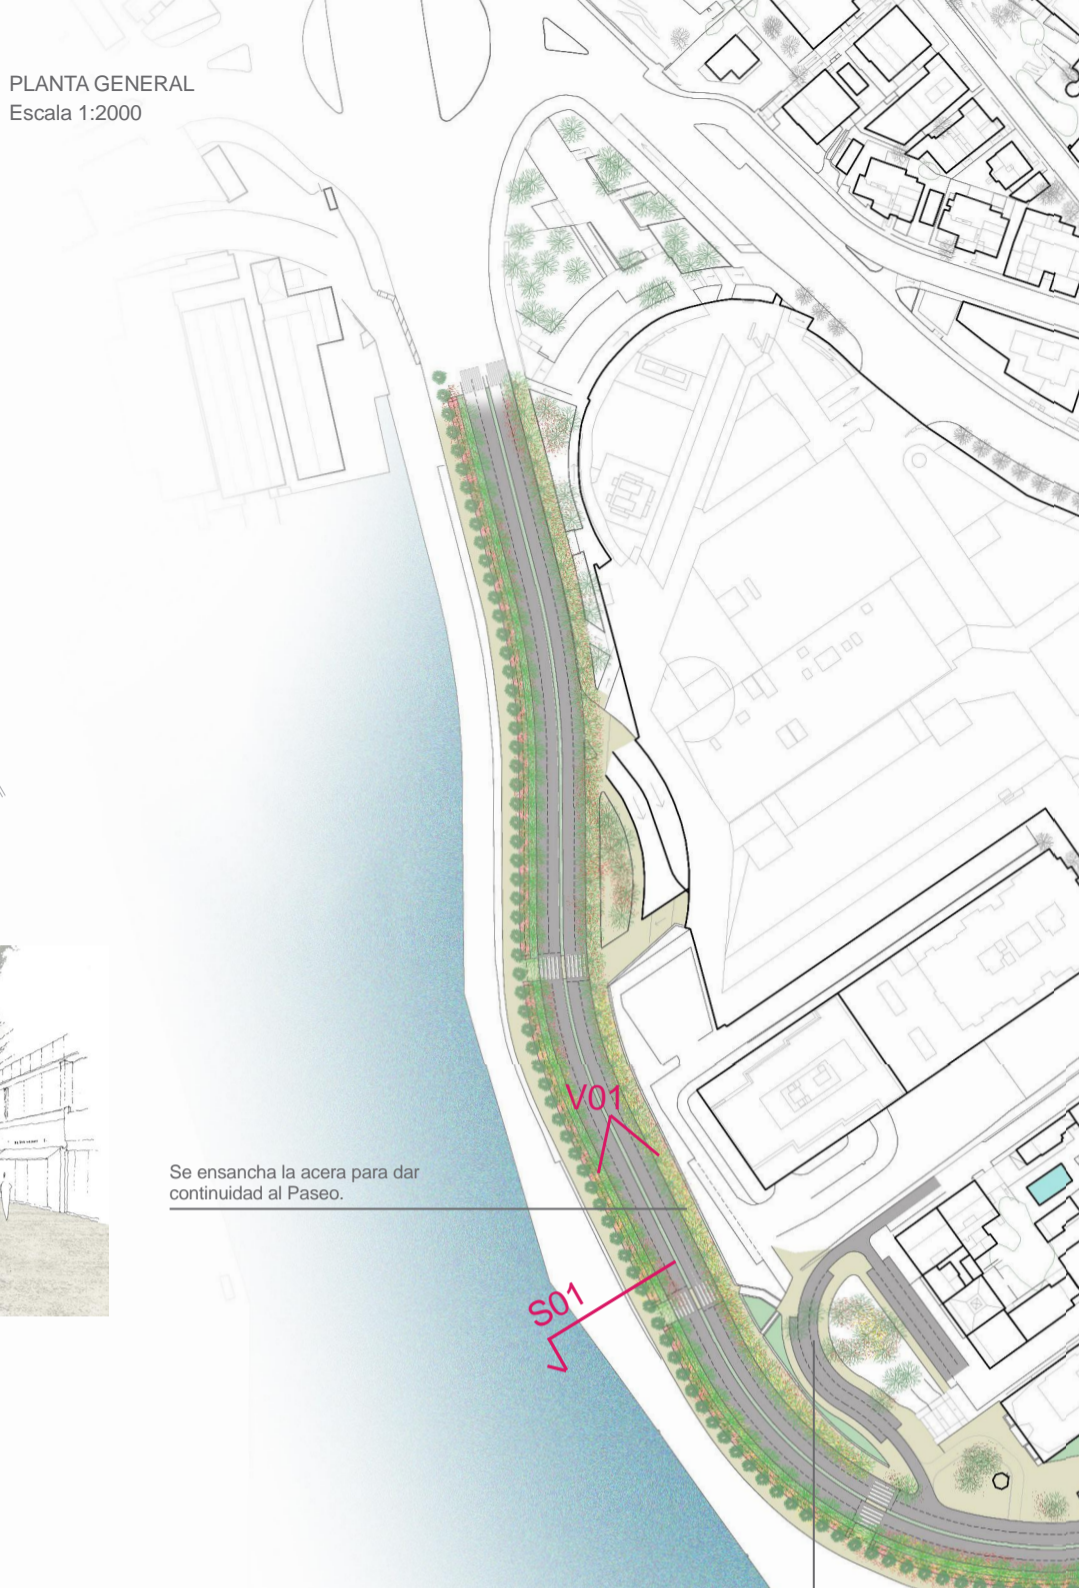 PLANTA GENERAL
Escala 1:2000
V01
Se ensancha la acera para dar
continuidad al Paseo.
S01